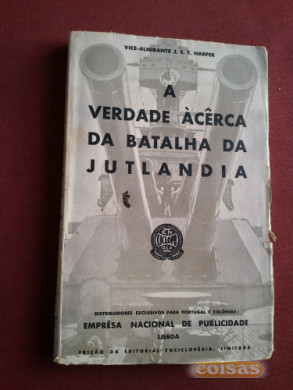 VICE-ALMIRANTE J. E. T. HARPER
A
VERDADE ÀCÊRCA
DA BATALHA DA
JUTLANDIA
DISTRIBUIDORES EXCLUSIVOS PARA PORTUGAL E COLÓNIAS:
EMPRÊSA NACIONAL DE PUBLICIDADE
LISBOA
EDIÇÃO DA EDITORIAL ENCICLOPÉDIA, LIMITADA
coisas